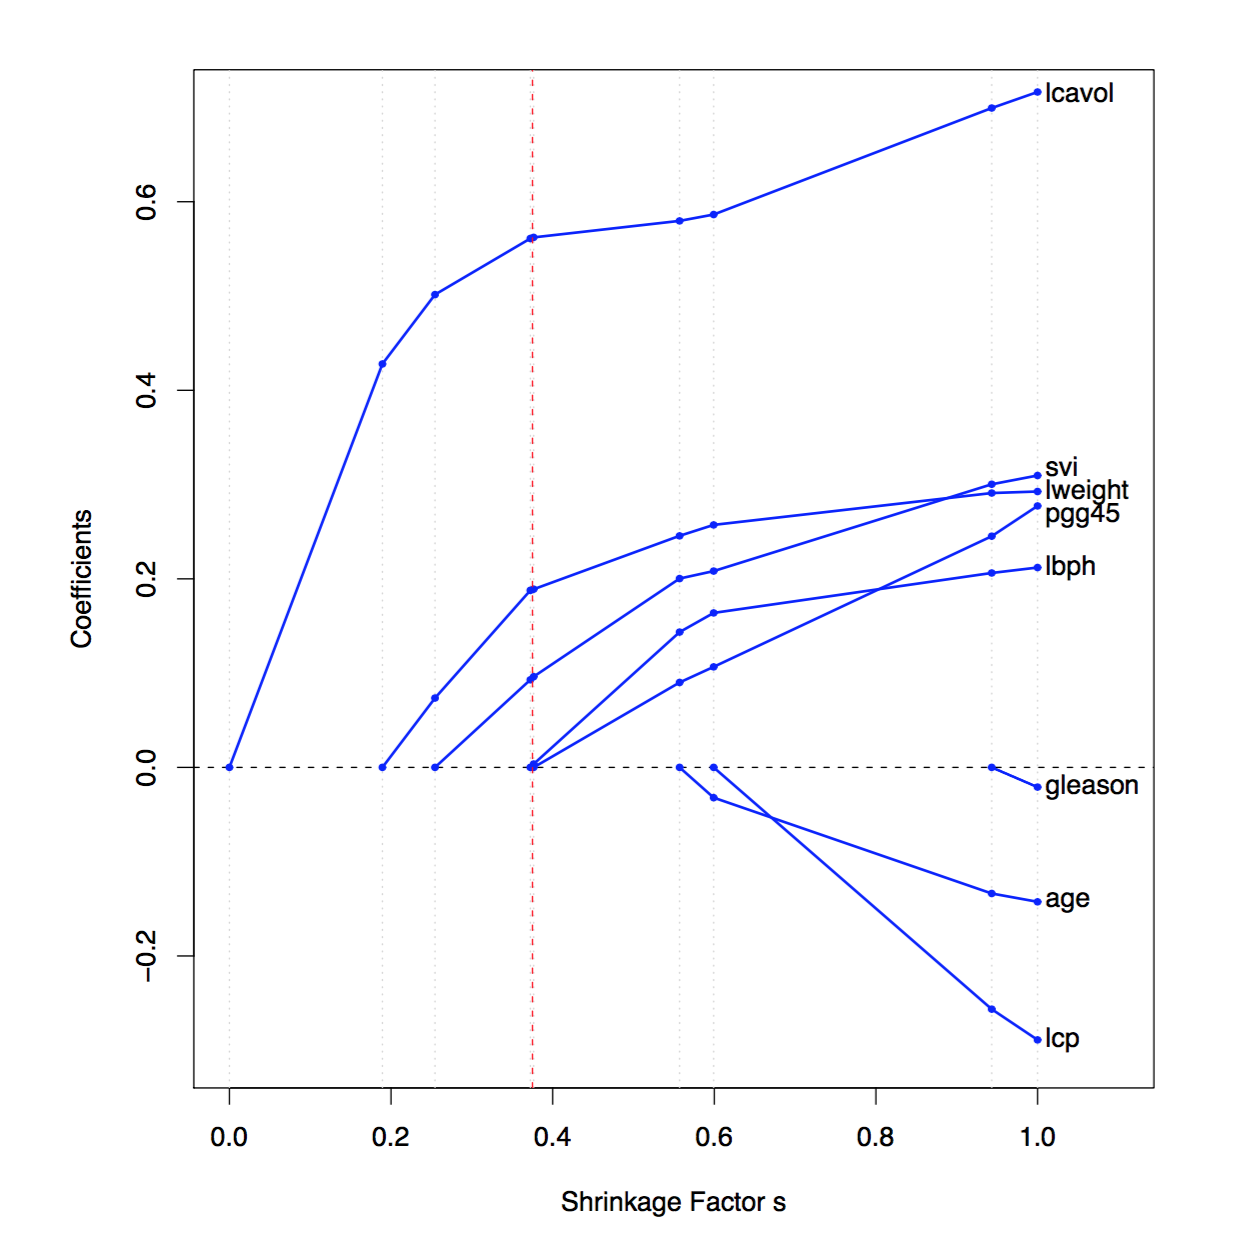 lcavol
svi
lweight
pgg45
lbph
gleason
age
lcp
0.6
0.4
0.2
0.0
−0.2
Coefficients
0.0 0.2 0.4 0.6 0.8 1.0
Shrinkage Factor s